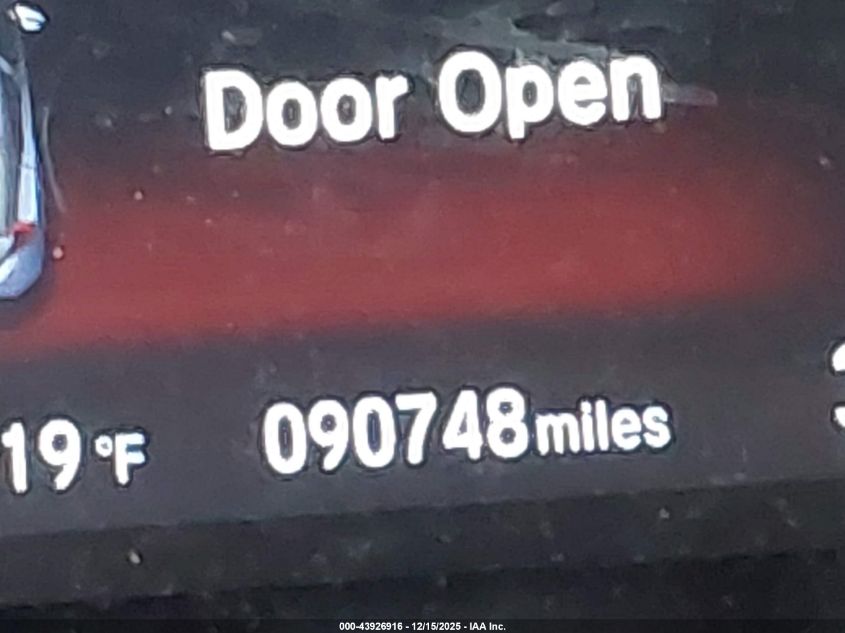 Door Open
19 °F
090748 miles
000-43926916 - 12/15/2025 - IAA Inc.